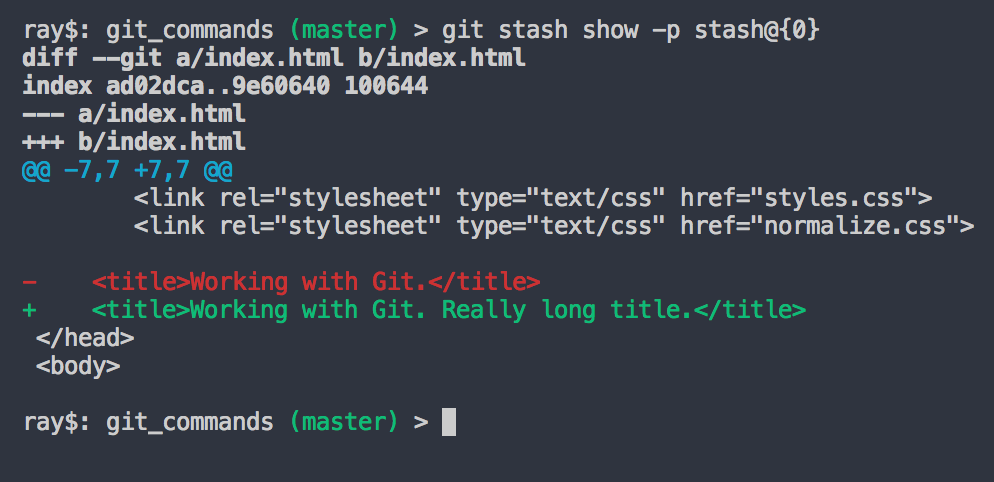 ray$: git_commands (master) > git stash show -p stash@{0}
diff --git a/index.html b/index.html
index ad02dca..9e60640 100644
--- a/index.html
+++ b/index.html
@@ -7,7 +7,7 @@
        <link rel="stylesheet" type="text/css" href="styles.css">
        <link rel="stylesheet" type="text/css" href="normalize.css">
-    <title>Working with Git.</title>
+    <title>Working with Git. Really long title.</title>
 </head>
 <body>
ray$: git_commands (master) >